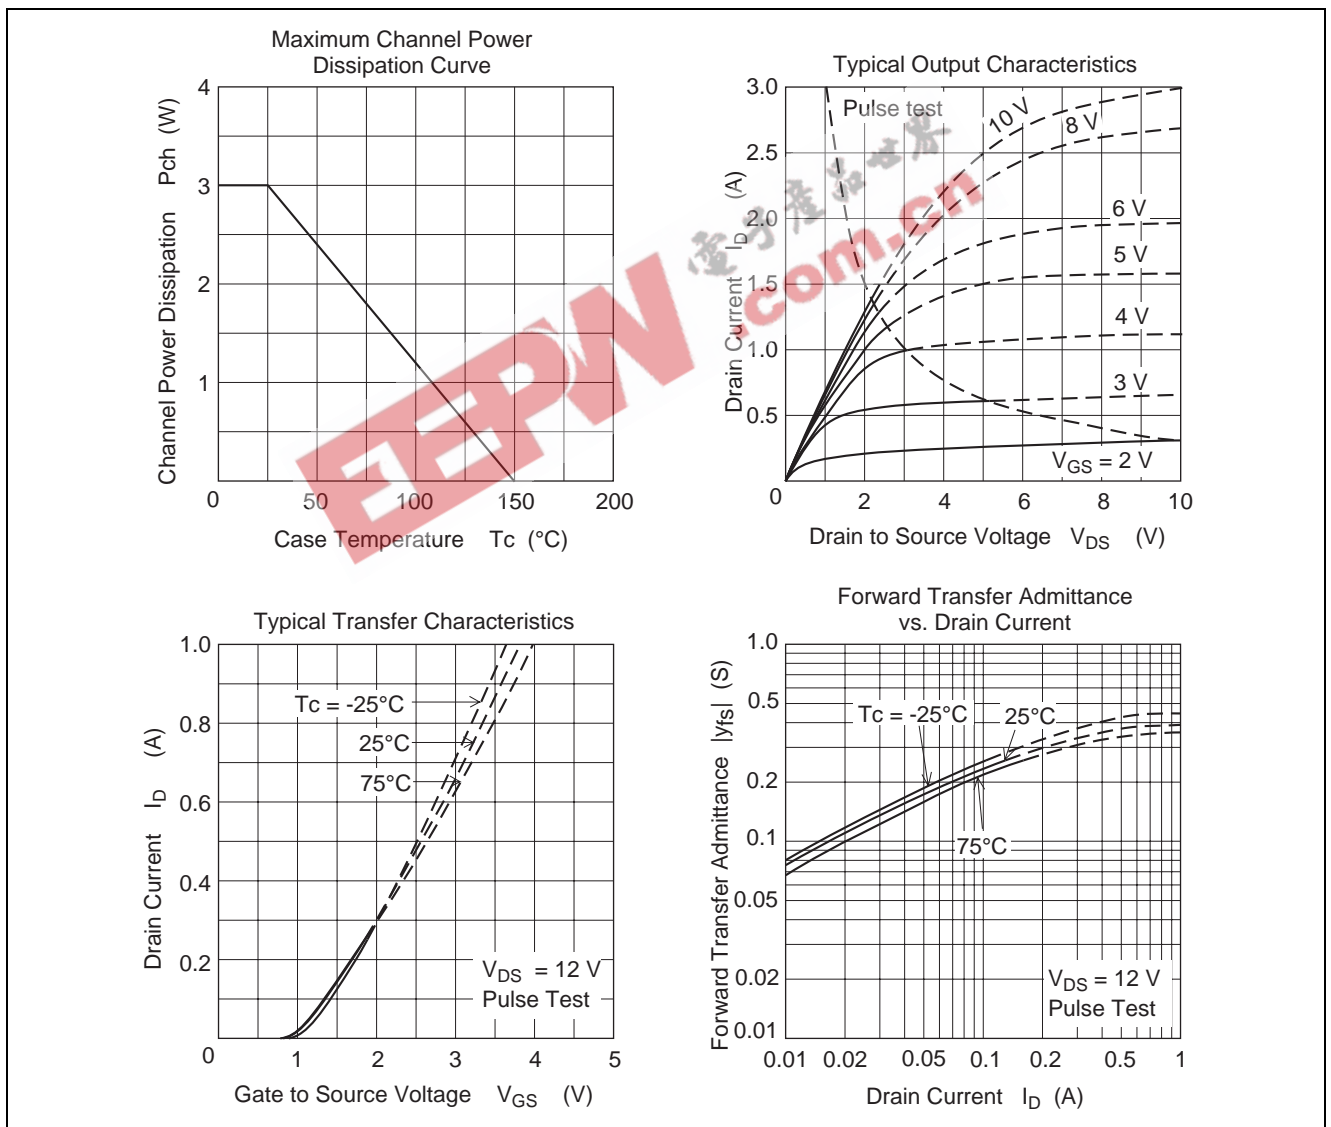 Maximum Channel Power
Dissipation Curve
Channel Power Dissipation Pch (W)
4
3
2
1
0
50
100
150
200
Case Temperature Tc (°C)
Typical Output Characteristics
Drain Current ID (A)
3.0
2.5
2.0
1.5
1.0
0.5
Pulse test
10 V
8 V
6 V
5 V
4 V
3 V
VGS = 2 V
0
2
4
6
8
10
Drain to Source Voltage VDS (V)
電子產品世界
EEPW
.com.cn
Typical Transfer Characteristics
Drain Current ID (A)
1.0
0.8
0.6
0.4
0.2
Tc = -25°C
25°C
75°C
VDS = 12 V
Pulse Test
0
1
2
3
4
5
Gate to Source Voltage VGS (V)
Forward Transfer Admittance
vs. Drain Current
Forward Transfer Admittance |yfs| (S)
1.0
0.5
0.2
0.1
0.05
0.02
0.01
Tc = -25°C
25°C
75°C
VDS = 12 V
Pulse Test
0.01
0.02
0.05
0.1
0.2
0.5
1
Drain Current ID (A)